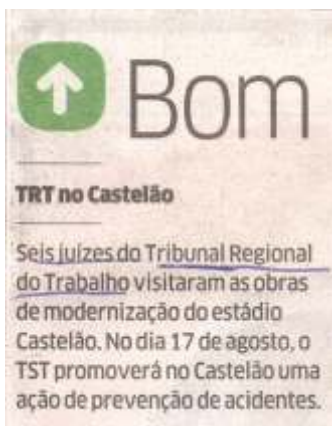 Bom
TRT no Castelão
Seis juízes do Tribunal Regional
do Trabalho visitaram as obras
de modernização do estádio
Castelão. No dia 17 de agosto, o
TST promoverá no Castelão uma
ação de prevenção de acidentes.